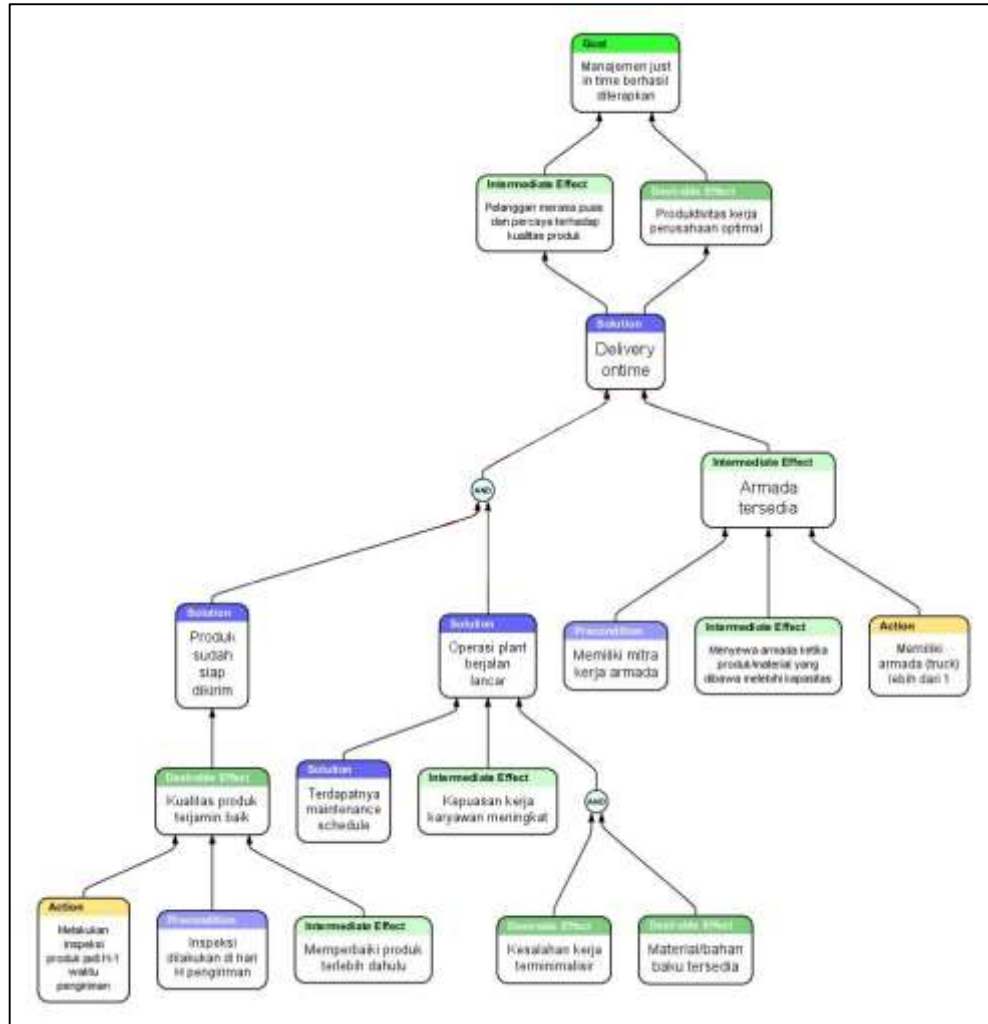 Goal
Manajemen just
in time berhasil
diterapkan
Intermediate Effect
Pelanggan merasa puas
dan percaya terhadap
kualitas produk
Desirable Effect
Produktivitas kerja
perusahaan optimal
Solution
Delivery
ontime
AND
Intermediate Effect
Armada
tersedia
Solution
Produk
sudah
siap
dikirim
Solution
Operasi plant
berjalan
lancar
Precondition
Memiliki mitra
kerja armada
Intermediate Effect
Menyewa armada ketika
produk/material yang
dibawa melebihi kapasitas
Action
Memiliki
armada (truck)
lebih dari 1
Desirable Effect
Kualitas produk
terjamin baik
Solution
Terdapatnya
maintenance
schedule
Intermediate Effect
Kepuasan kerja
karyawan meningkat
AND
Action
Melakukan
inspeksi
produk jadi H-1
waktu
pengiriman
Precondition
Inspeksi
dilakukan di hari
H pengiriman
Intermediate Effect
Memperbaiki produk
terlebih dahulu
Desirable Effect
Kesalahan kerja
terminimalisir
Desirable Effect
Material/bahan
baku tersedia